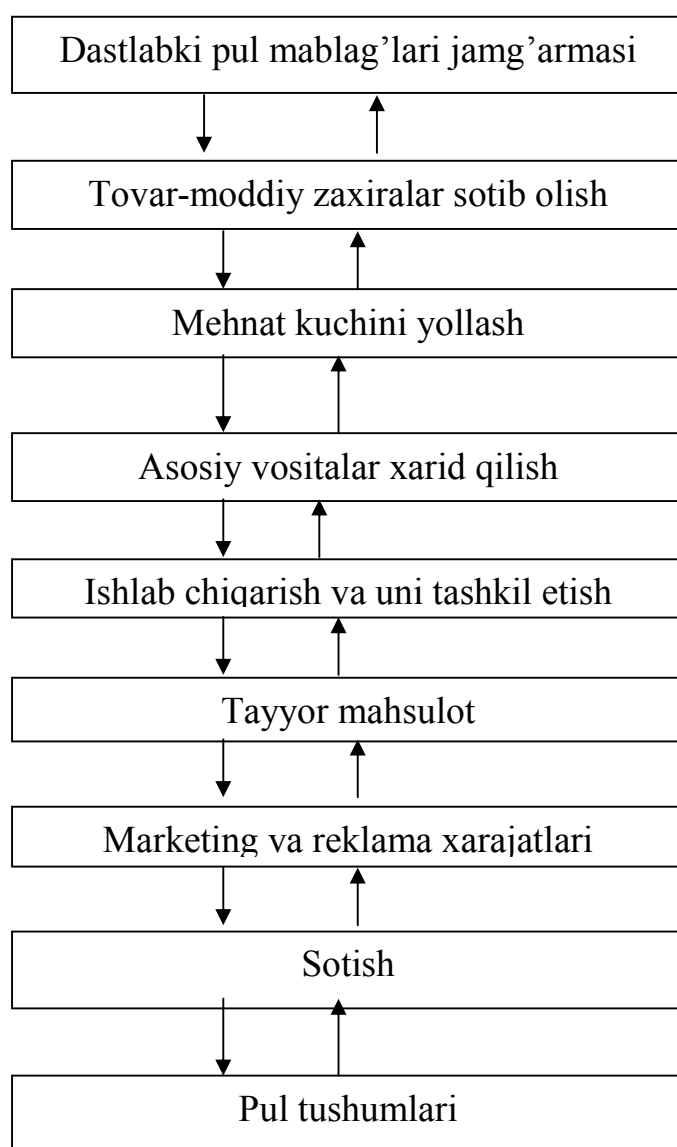 Dastlabki pul mablag’lari jamg’armasi
Tovar-moddiy zaxiralar sotib olish
Mehnat kuchini yollash
Asosiy vositalar xarid qilish
Ishlab chiqarish va uni tashkil etish
Tayyor mahsulot
Marketing va reklama xarajatlari
Sotish
Pul tushumlari